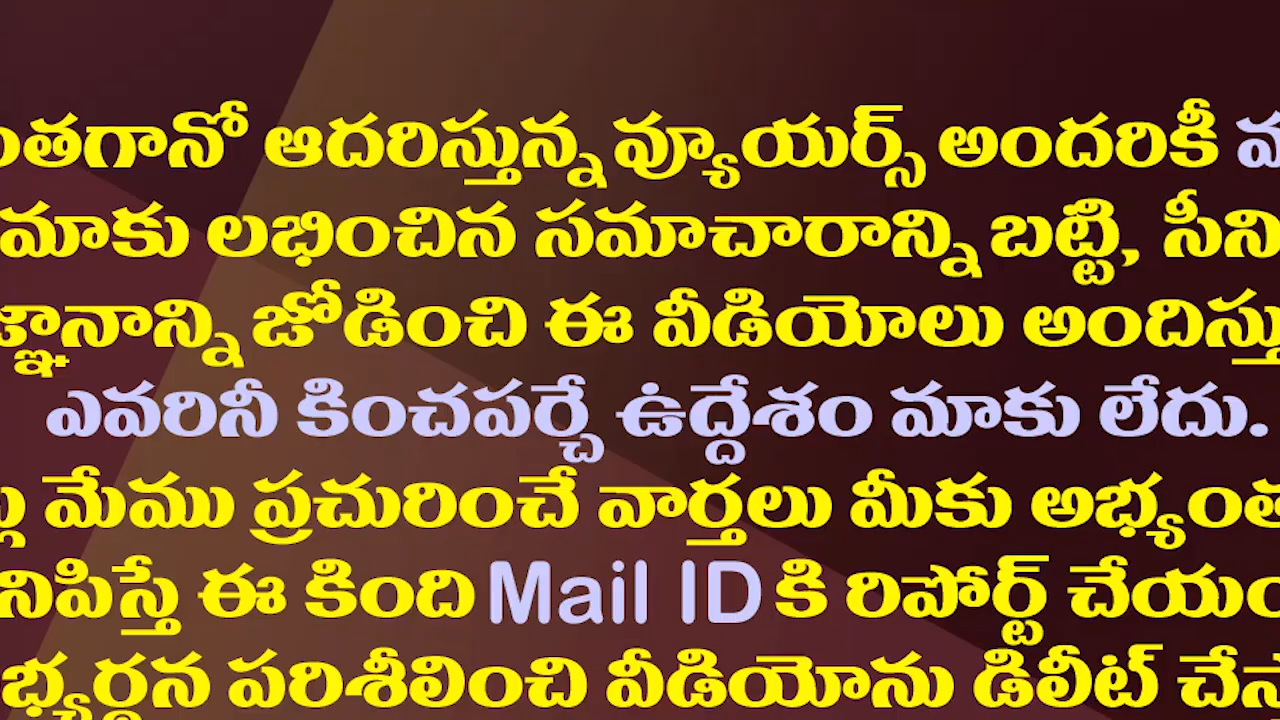 ఆదరిస్తున్న వ్యూయర్స్ అందరికీ
మాకు లభించిన సమాచారాన్ని బట్టి,
జోడించి ఈ వీడియోలు
ఎవరినీ కించపర్చే ఉద్దేశం మాకు లేదు.
మేము ప్రచురించే వార్తలు మీకు
ఈ కింది Mail ID కి రిపోర్ట్
పరిశీలించి వీడియోను డిలీట్